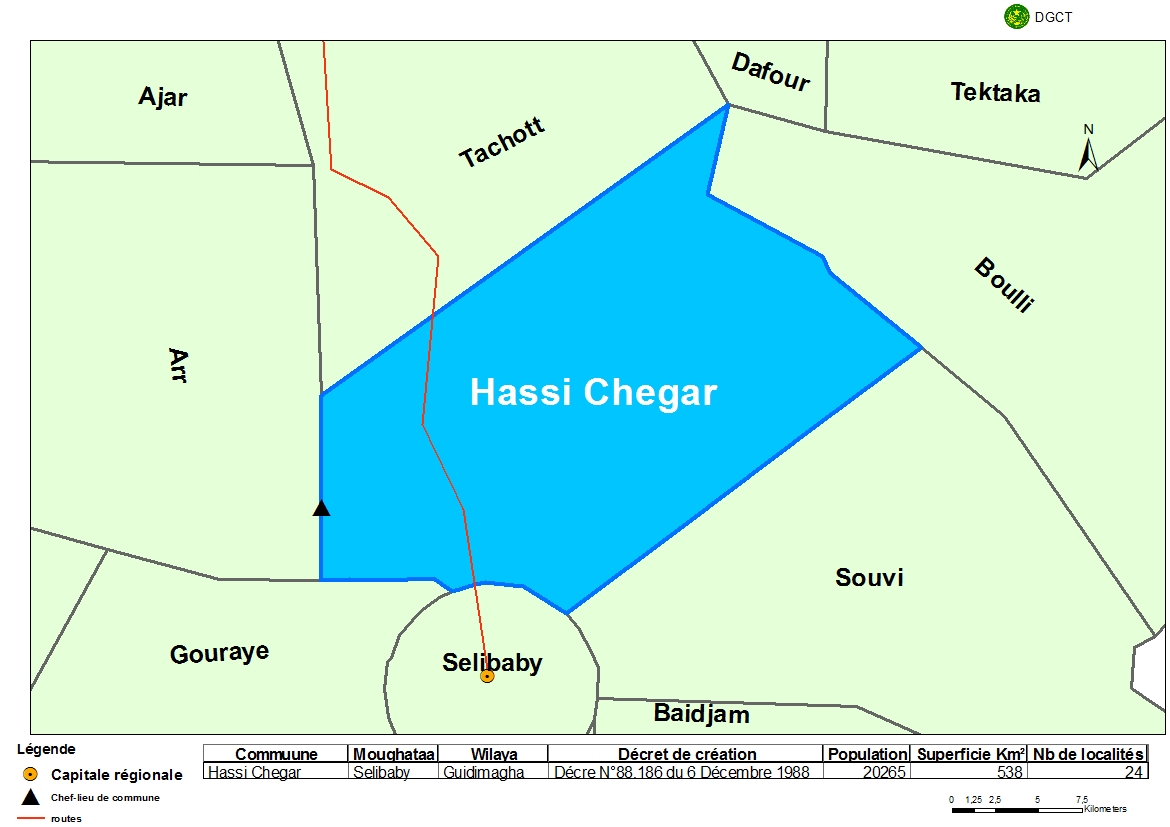 DGCT
Ajar
Dafour
Tektaka
N
Tachott
Boulli
Arr
Hassi Chegar
Souvi
Gouraye
Selibaby
Baidjam
Légende
Capitale régionale
Chef-lieu de commune
routes
Commuune Moughataa Wilaya Décret de création Population Superficie Km² Nb de localités
Hassi Chegar Selibaby Guidimagha Décre N°88.186 du 6 Décembre 1988 20265 538 24
0 1,25 2,5 5 7,5
Kilometers